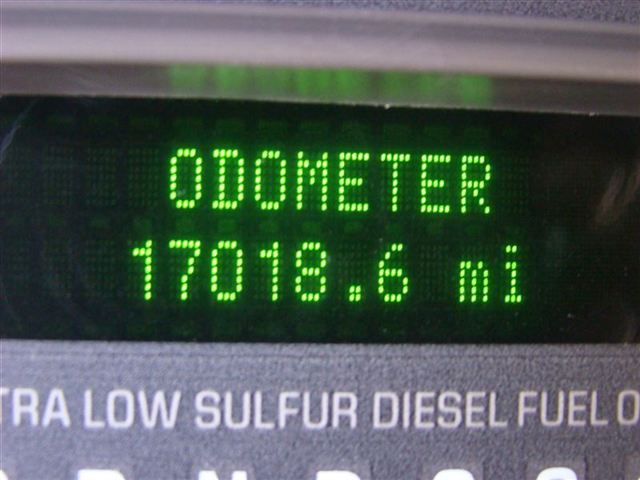 ODOMETER
17018.6 mi
TRA LOW SULFUR DIESEL FUEL O